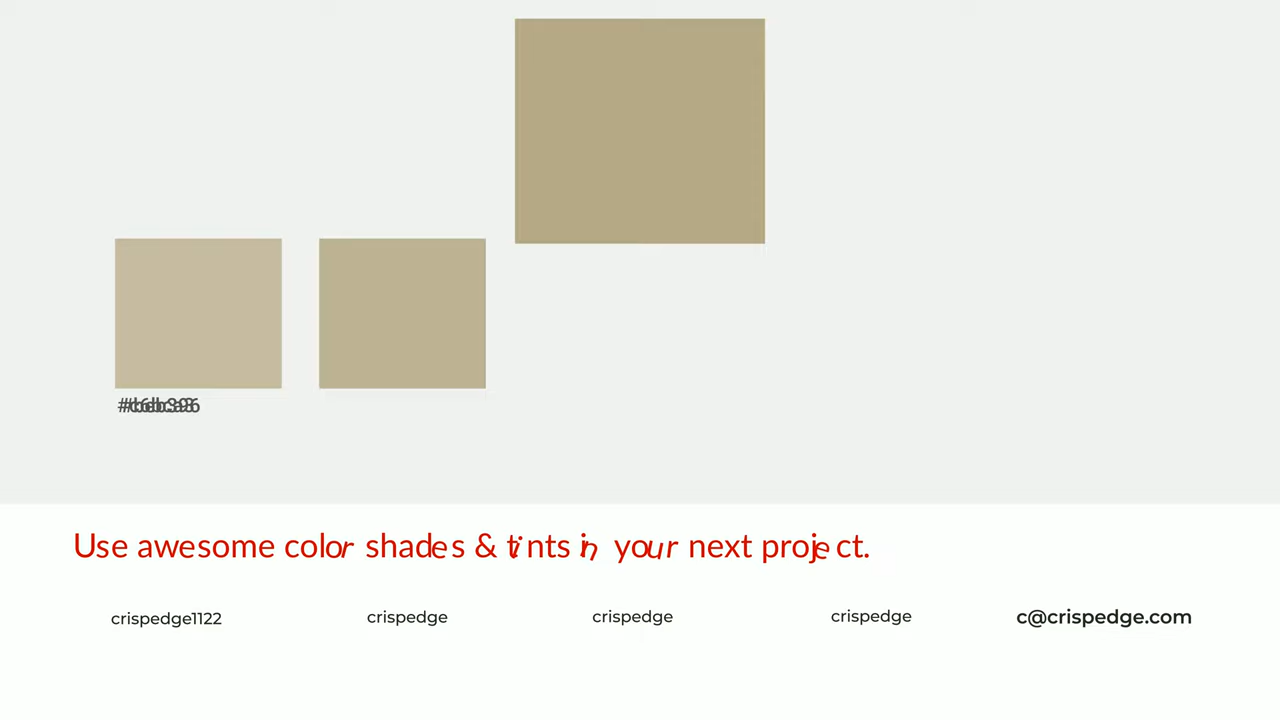 Use awesome color shades & tints in your next project.
crispedge1122 crispedge crispedge crispedge c@crispedge.com